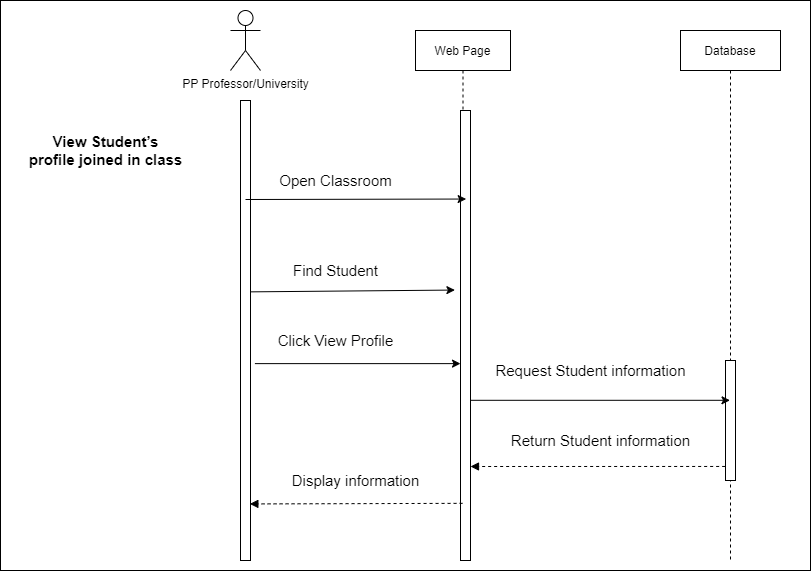 PP Professor/University
Web Page
Database
View Student's
profile joined in class
Open Classroom
Find Student
Click View Profile
Request Student information
Return Student information
Display information